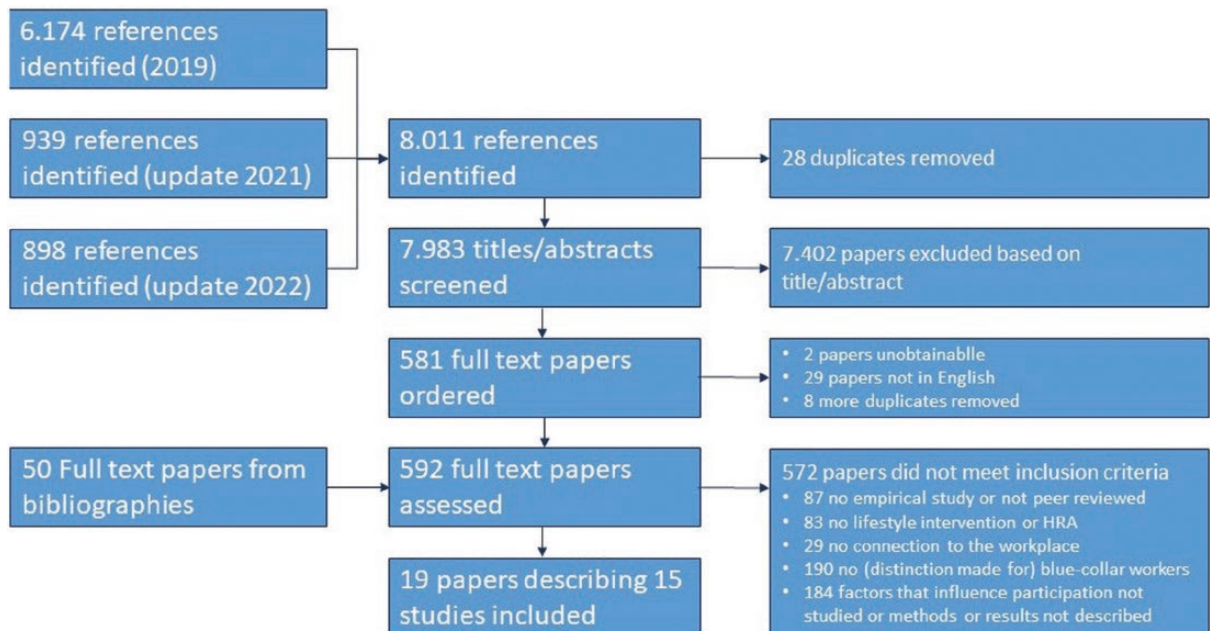 6.174 references
identified (2019)
939 references
identified (update 2021)
898 references
identified (update 2022)
8.011 references
identified
28 duplicates removed
7.983 titles/abstracts
screened
7.402 papers excluded based on
title/abstract
581 full text papers
ordered
• 2 papers unobtainablle
• 29 papers not in English
• 8 more duplicates removed
50 Full text papers from
bibliographies
592 full text papers
assessed
572 papers did not meet inclusion criteria
• 87 no empirical study or not peer reviewed
• 83 no lifestyle intervention or HRA
• 29 no connection to the workplace
• 190 no (distinction made for) blue-collar workers
• 184 factors that influence participation not
studied or methods or results not described
19 papers describing 15
studies included